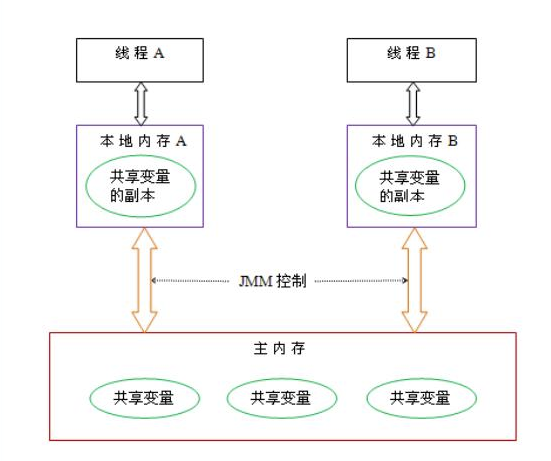 线程 A
线程 B
本地内存 A
本地内存 B
共享变量
的副本
共享变量
的副本
JMM 控制
主内存
共享变量
共享变量
共享变量